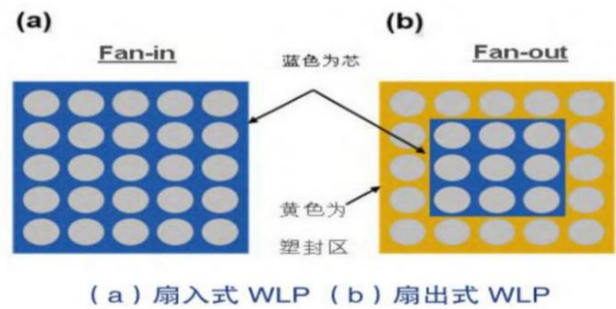 (a)
(b)
Fan-in
蓝色为芯
Fan-out
黄色为
塑封区
（a）扇入式 WLP （b）扇出式 WLP